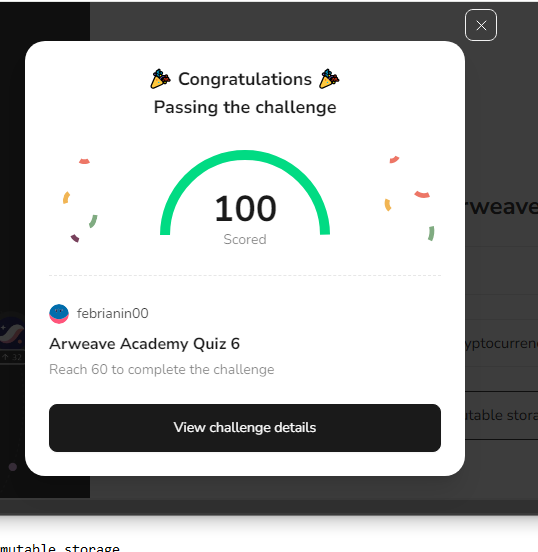 Congratulations
Passing the challenge
100
Scored
febrianin00
Arweave Academy Quiz 6
Reach 60 to complete the challenge
View challenge details
rweave
yptocurren
utable stora
mutable storage